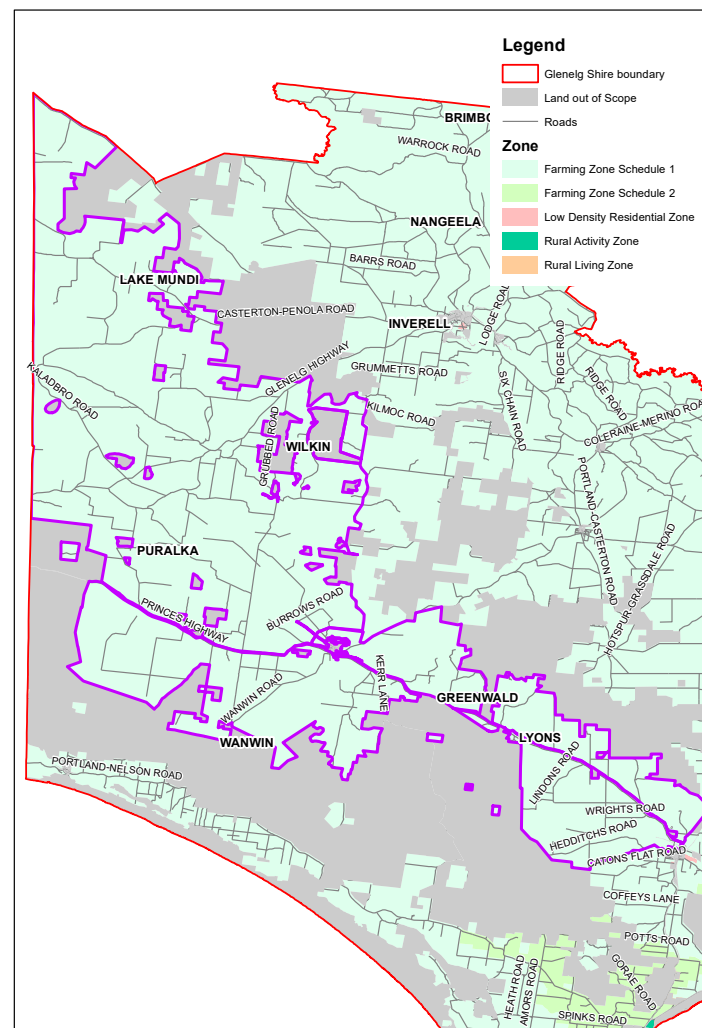 Legend
Glenelg Shire boundary
Land out of Scope
Roads
Zone
Farming Zone Schedule 1
Farming Zone Schedule 2
Low Density Residential Zone
Rural Activity Zone
Rural Living Zone
BRIMBO
WARROCK ROAD
NANGEELA
BARRS ROAD
LAKE MUNDI
CASTERTON-PENOLA ROAD
INVERELL
LODGE ROAD
GLENELG HIGHWAY
GRUMMETTS ROAD
RIDGE ROAD
RIDGE ROAD
KALADBRO ROAD
SIX CHAIN ROAD
KILMOC ROAD
COLERAINE-MERINO ROA
GRUBBED ROAD
WILKIN
PORTLAND-CASTERTON ROAD
PURALKA
HOTSPUR-GRASSDALE ROAD
PRINCES HIGHWAY
BURROWS ROAD
KERR LANE
WANWIN ROAD
GREENWALD
WANWIN
LYONS
PORTLAND-NELSON ROAD
LINDONS ROAD
WRIGHTS ROAD
HEDDITCHS ROAD
CATONS FLAT ROAD
COFFEYS LANE
POTTS ROAD
GORAE ROAD
HEATH ROAD
AMORS ROAD
SPINKS ROAD